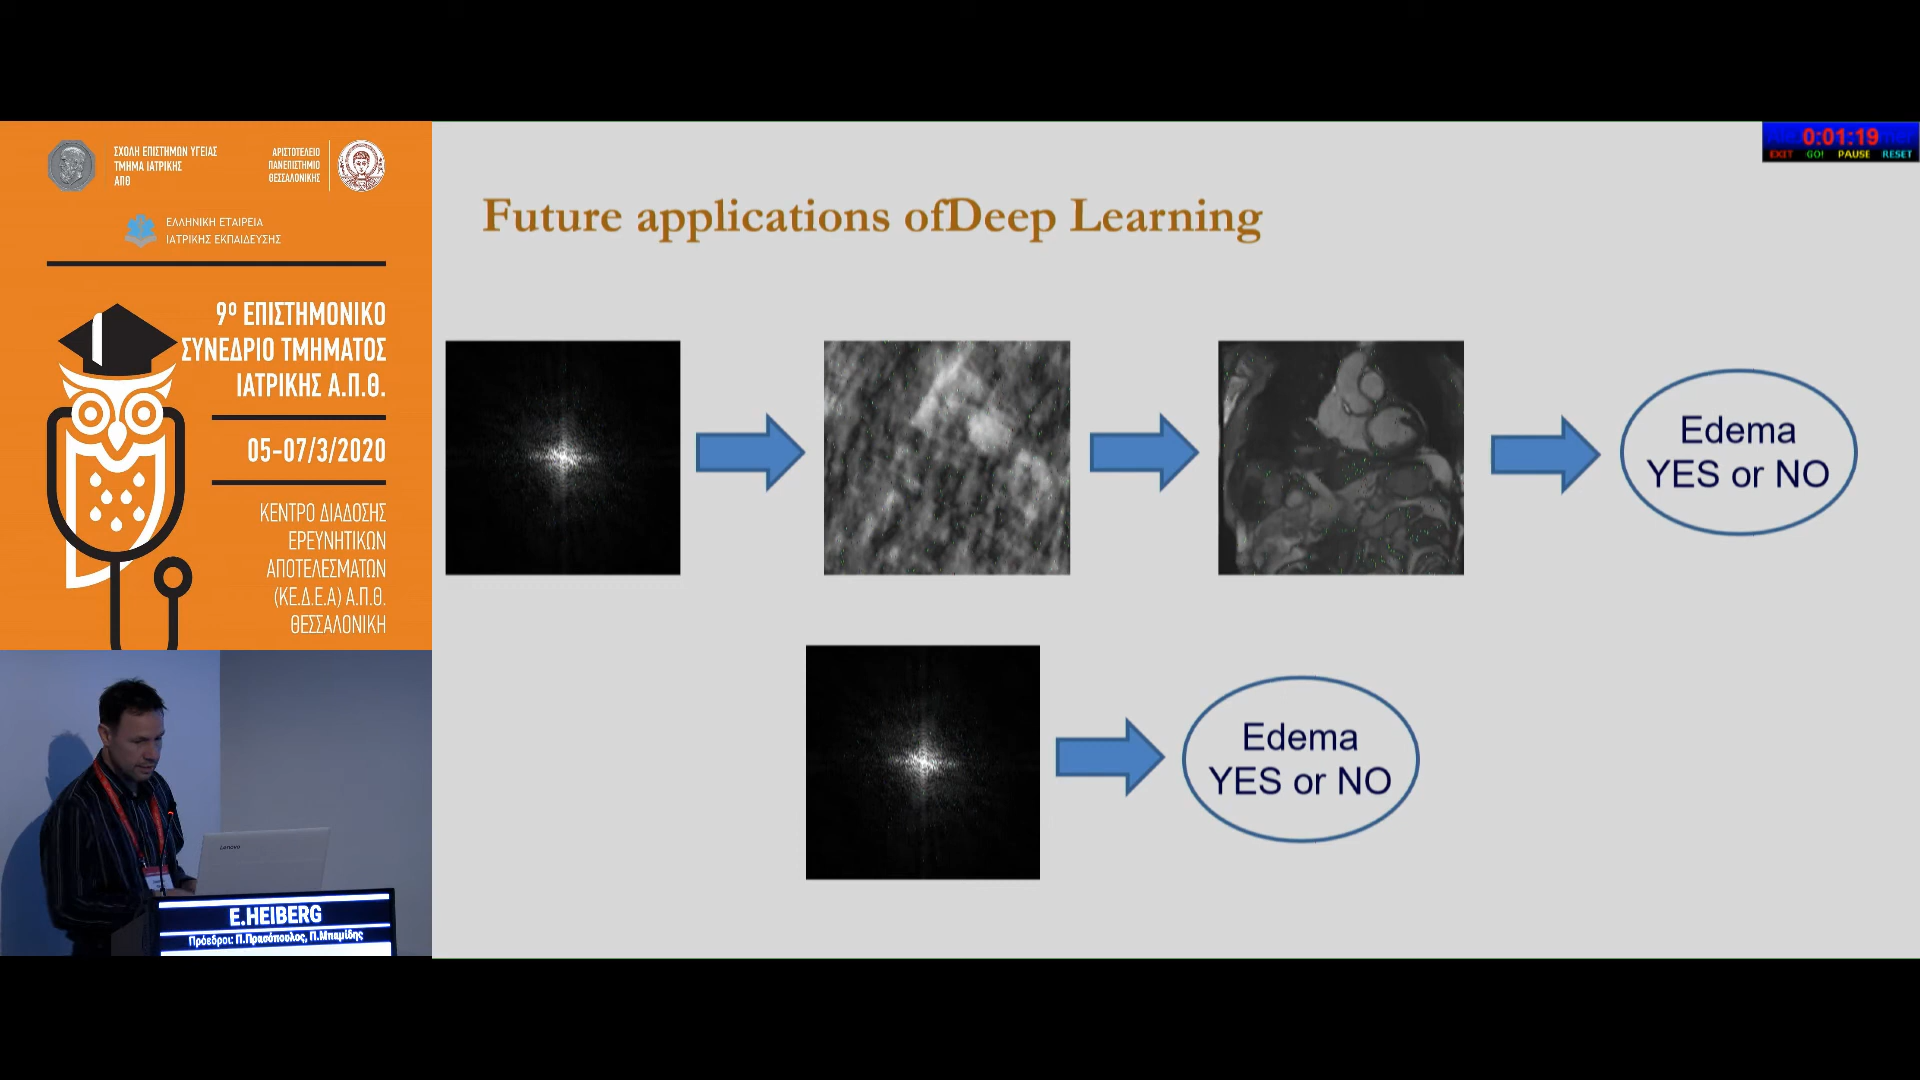 ΣΧΟΛΗ ΕΠΙΣΤΗΜΩΝ ΥΓΕΙΑΣ
ΤΜΗΜΑ ΙΑΤΡΙΚΗΣ
ΑΠΘ
ΑΡΙΣΤΟΤΕΛΕΙΟ
ΠΑΝΕΠΙΣΤΗΜΙΟ
ΘΕΣΣΑΛΟΝΙΚΗΣ
ΕΛΛΗΝΙΚΗ ΕΤΑΙΡΕΙΑ
ΙΑΤΡΙΚΗΣ ΕΚΠΑΙΔΕΥΣΗΣ
9º ΕΠΙΣΤΗΜΟΝΙΚΟ
ΣΥΝΕΔΡΙΟ ΤΜΗΜΑΤΟΣ
ΙΑΤΡΙΚΗΣ Α.Π.Θ.
05-07/3/2020
ΚΕΝΤΡΟ ΔΙΑΔΟΣΗΣ
ΕΡΕΥΝΗΤΙΚΩΝ
ΑΠΟΤΕΛΕΣΜΑΤΩΝ
(ΚΕ.Δ.Ε.Α) Α.Π.Θ.
ΘΕΣΣΑΛΟΝΙΚΗ
Lenovo
E.HEIBERG
Πρόεδροι: Π.Πρασόπουλος, Π.Μπαμίδης
0:01:19
EXIT GO! PAUSE RESET
Future applications ofDeep Learning
Edema
YES or NO
Edema
YES or NO